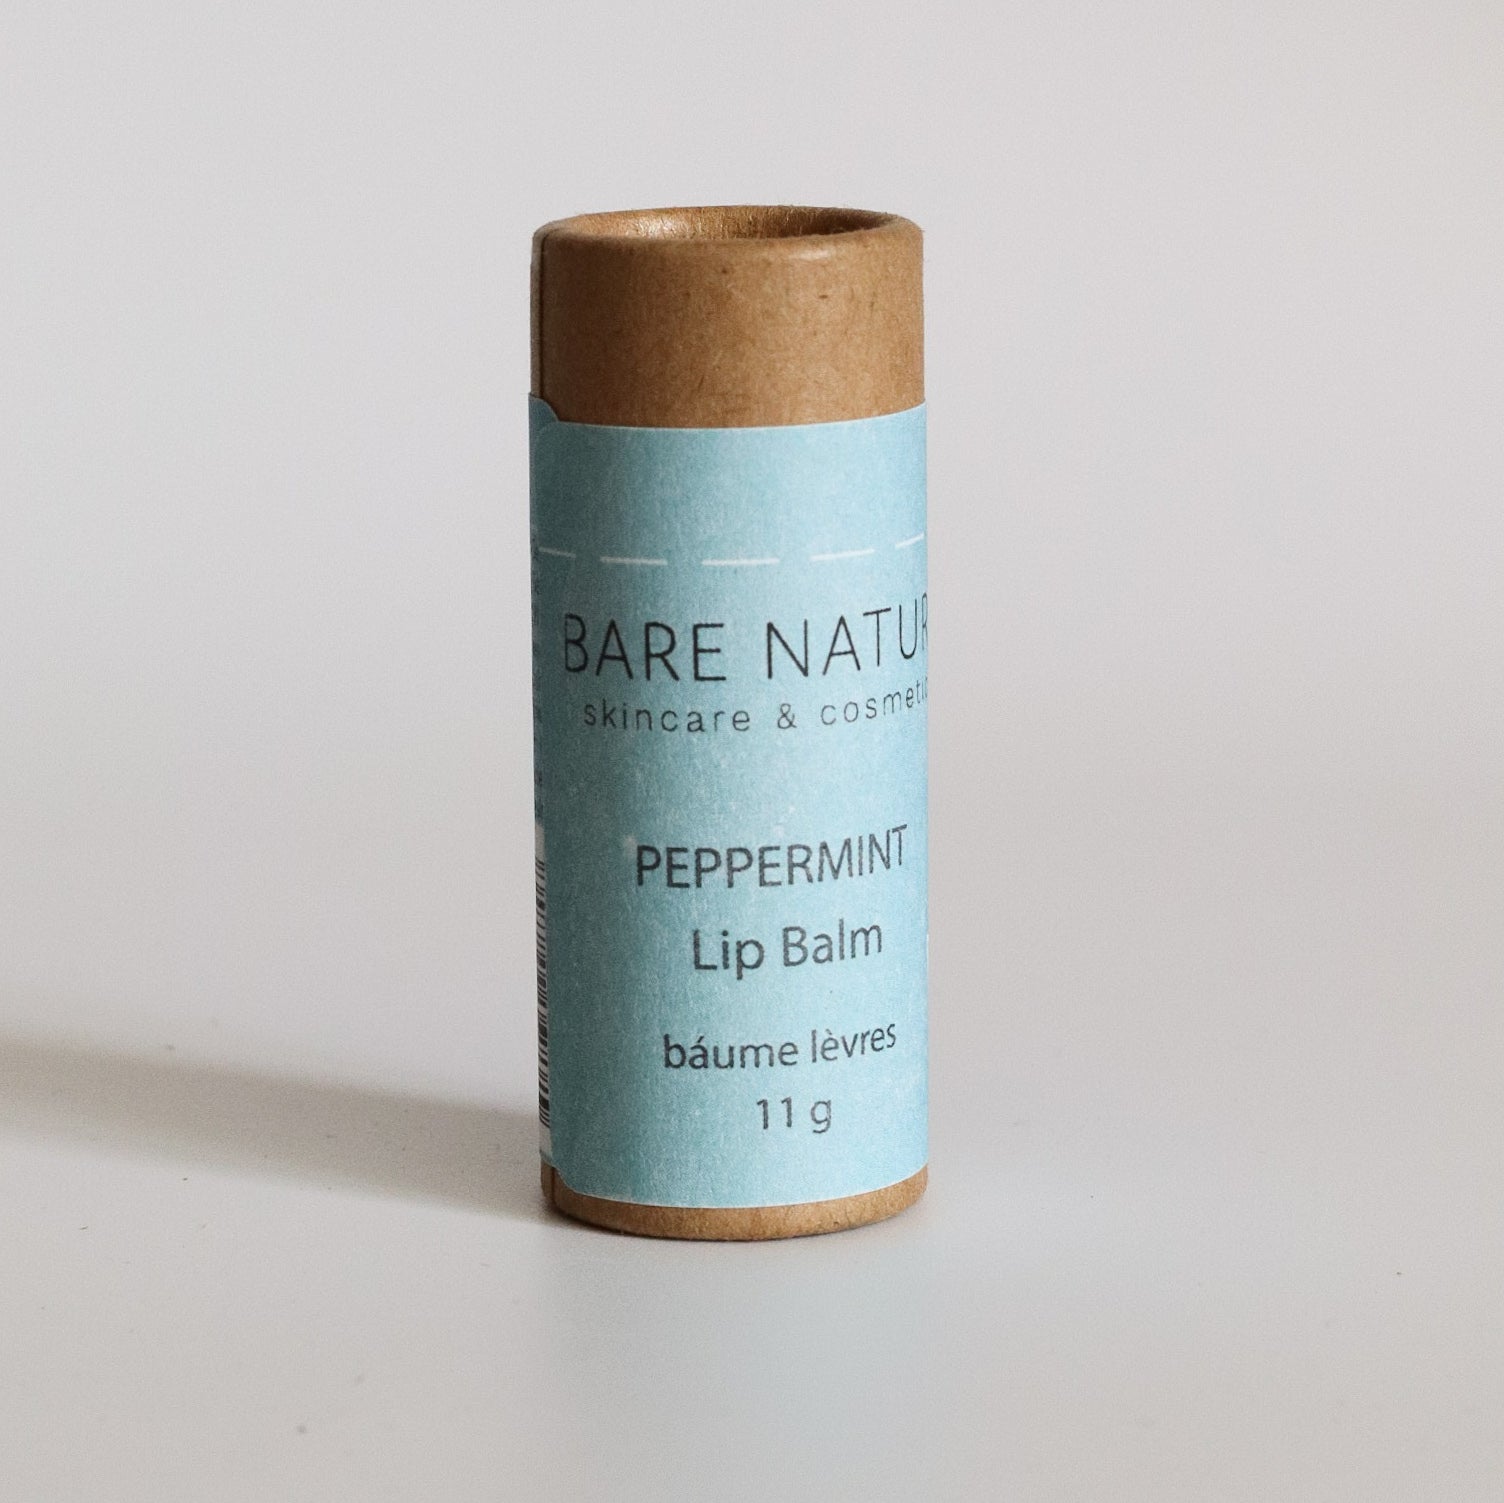 BARE NATUR
skincare & cosmetic
PEPPERMINT
Lip Balm
báume lèvres
11 g